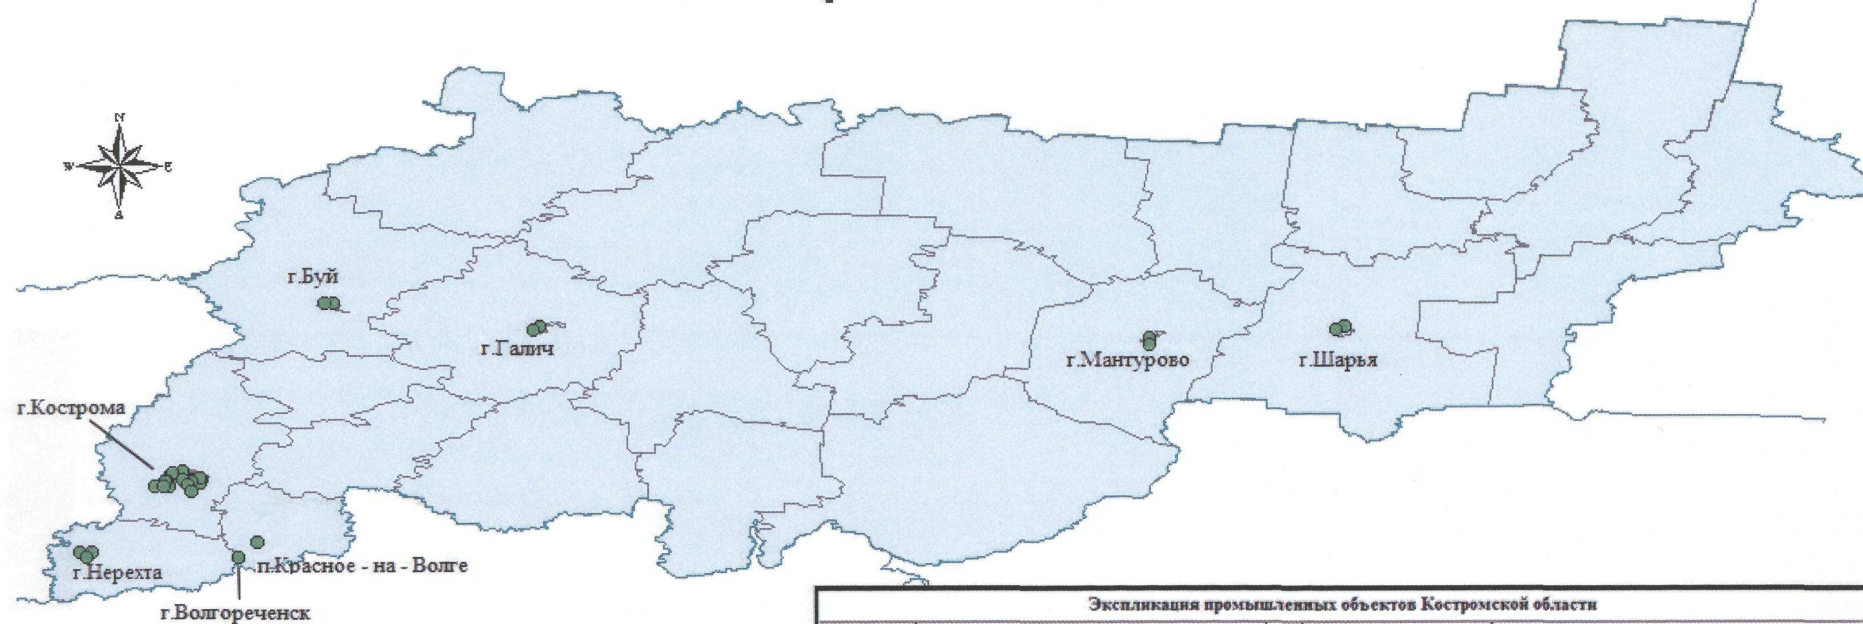 N
W
E
г.Буй
г.Галич
г.Мантурово
г.Шарья
г.Кострома
г.Нерехта
п.Красное - на - Волге
г.Волгореченск
Экспликация промышленных объектов Костромской области